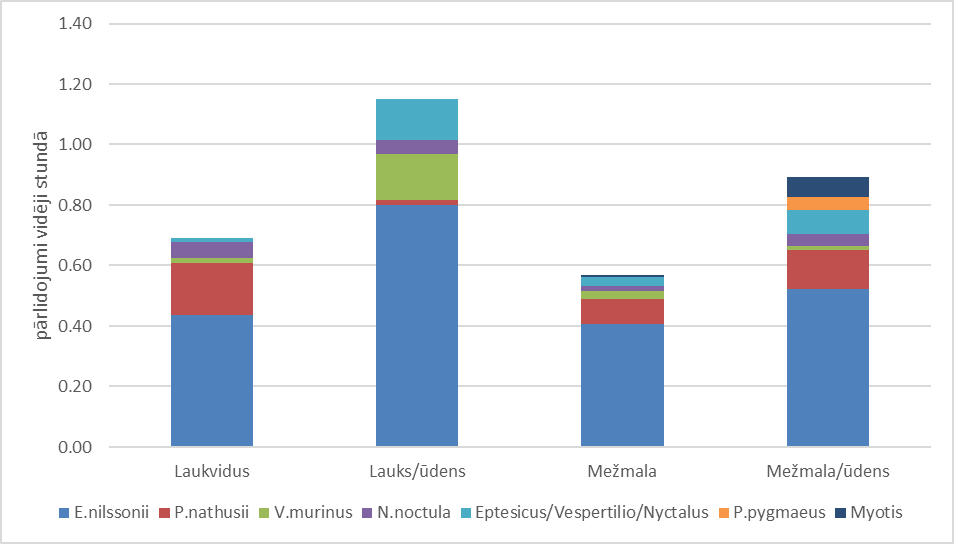 1.40
1.20
1.00
0.80
0.60
0.40
0.20
0.00
pārlidojumi vidēji stundā
Laukvidus Lauks/ūdens Mežmala Mežmala/ūdens
E.nilssonii P.nathusii V.murinus N.noctula Eptesicus/Vespertilio/Nyctalus P.pygmaeus Myotis